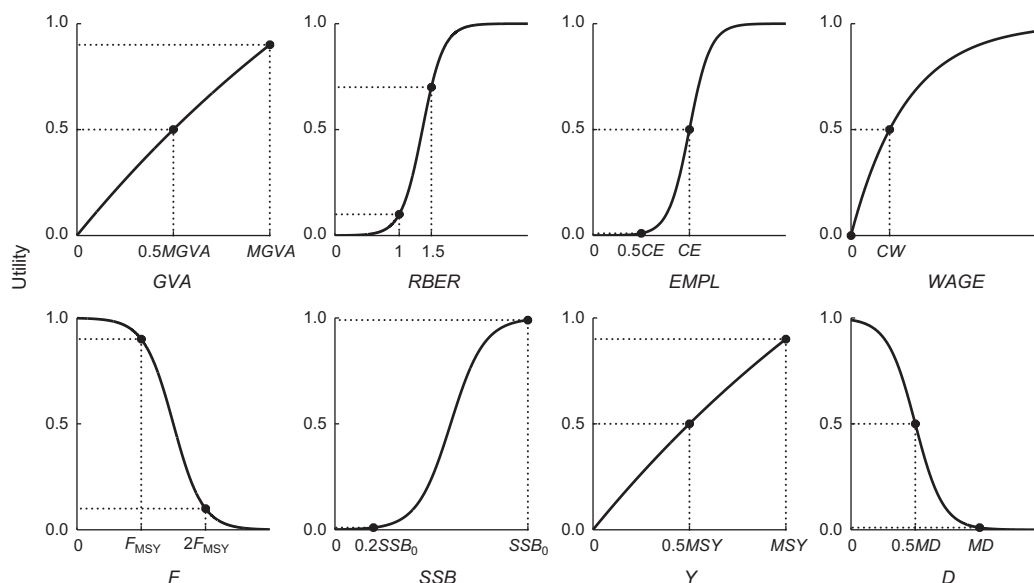 1.0 1.0 1.0 1.0
0.5 0.5 0.5 0.5
0.0 0.0 0.0 0.0
0 0.5MGVA MGVA 0 1 1.5 0 0.5CE CE 0 CW
GVA RBER EMPL WAGE
Utility
1.0 1.0 1.0 1.0
0.5 0.5 0.5 0.5
0.0 0.0 0.0 0.0
0 FMSY 2FMSY 0 0.2SSB0 SSB0 0 0.5MSY MSY 0 0.5MD MD
F SSB Y D